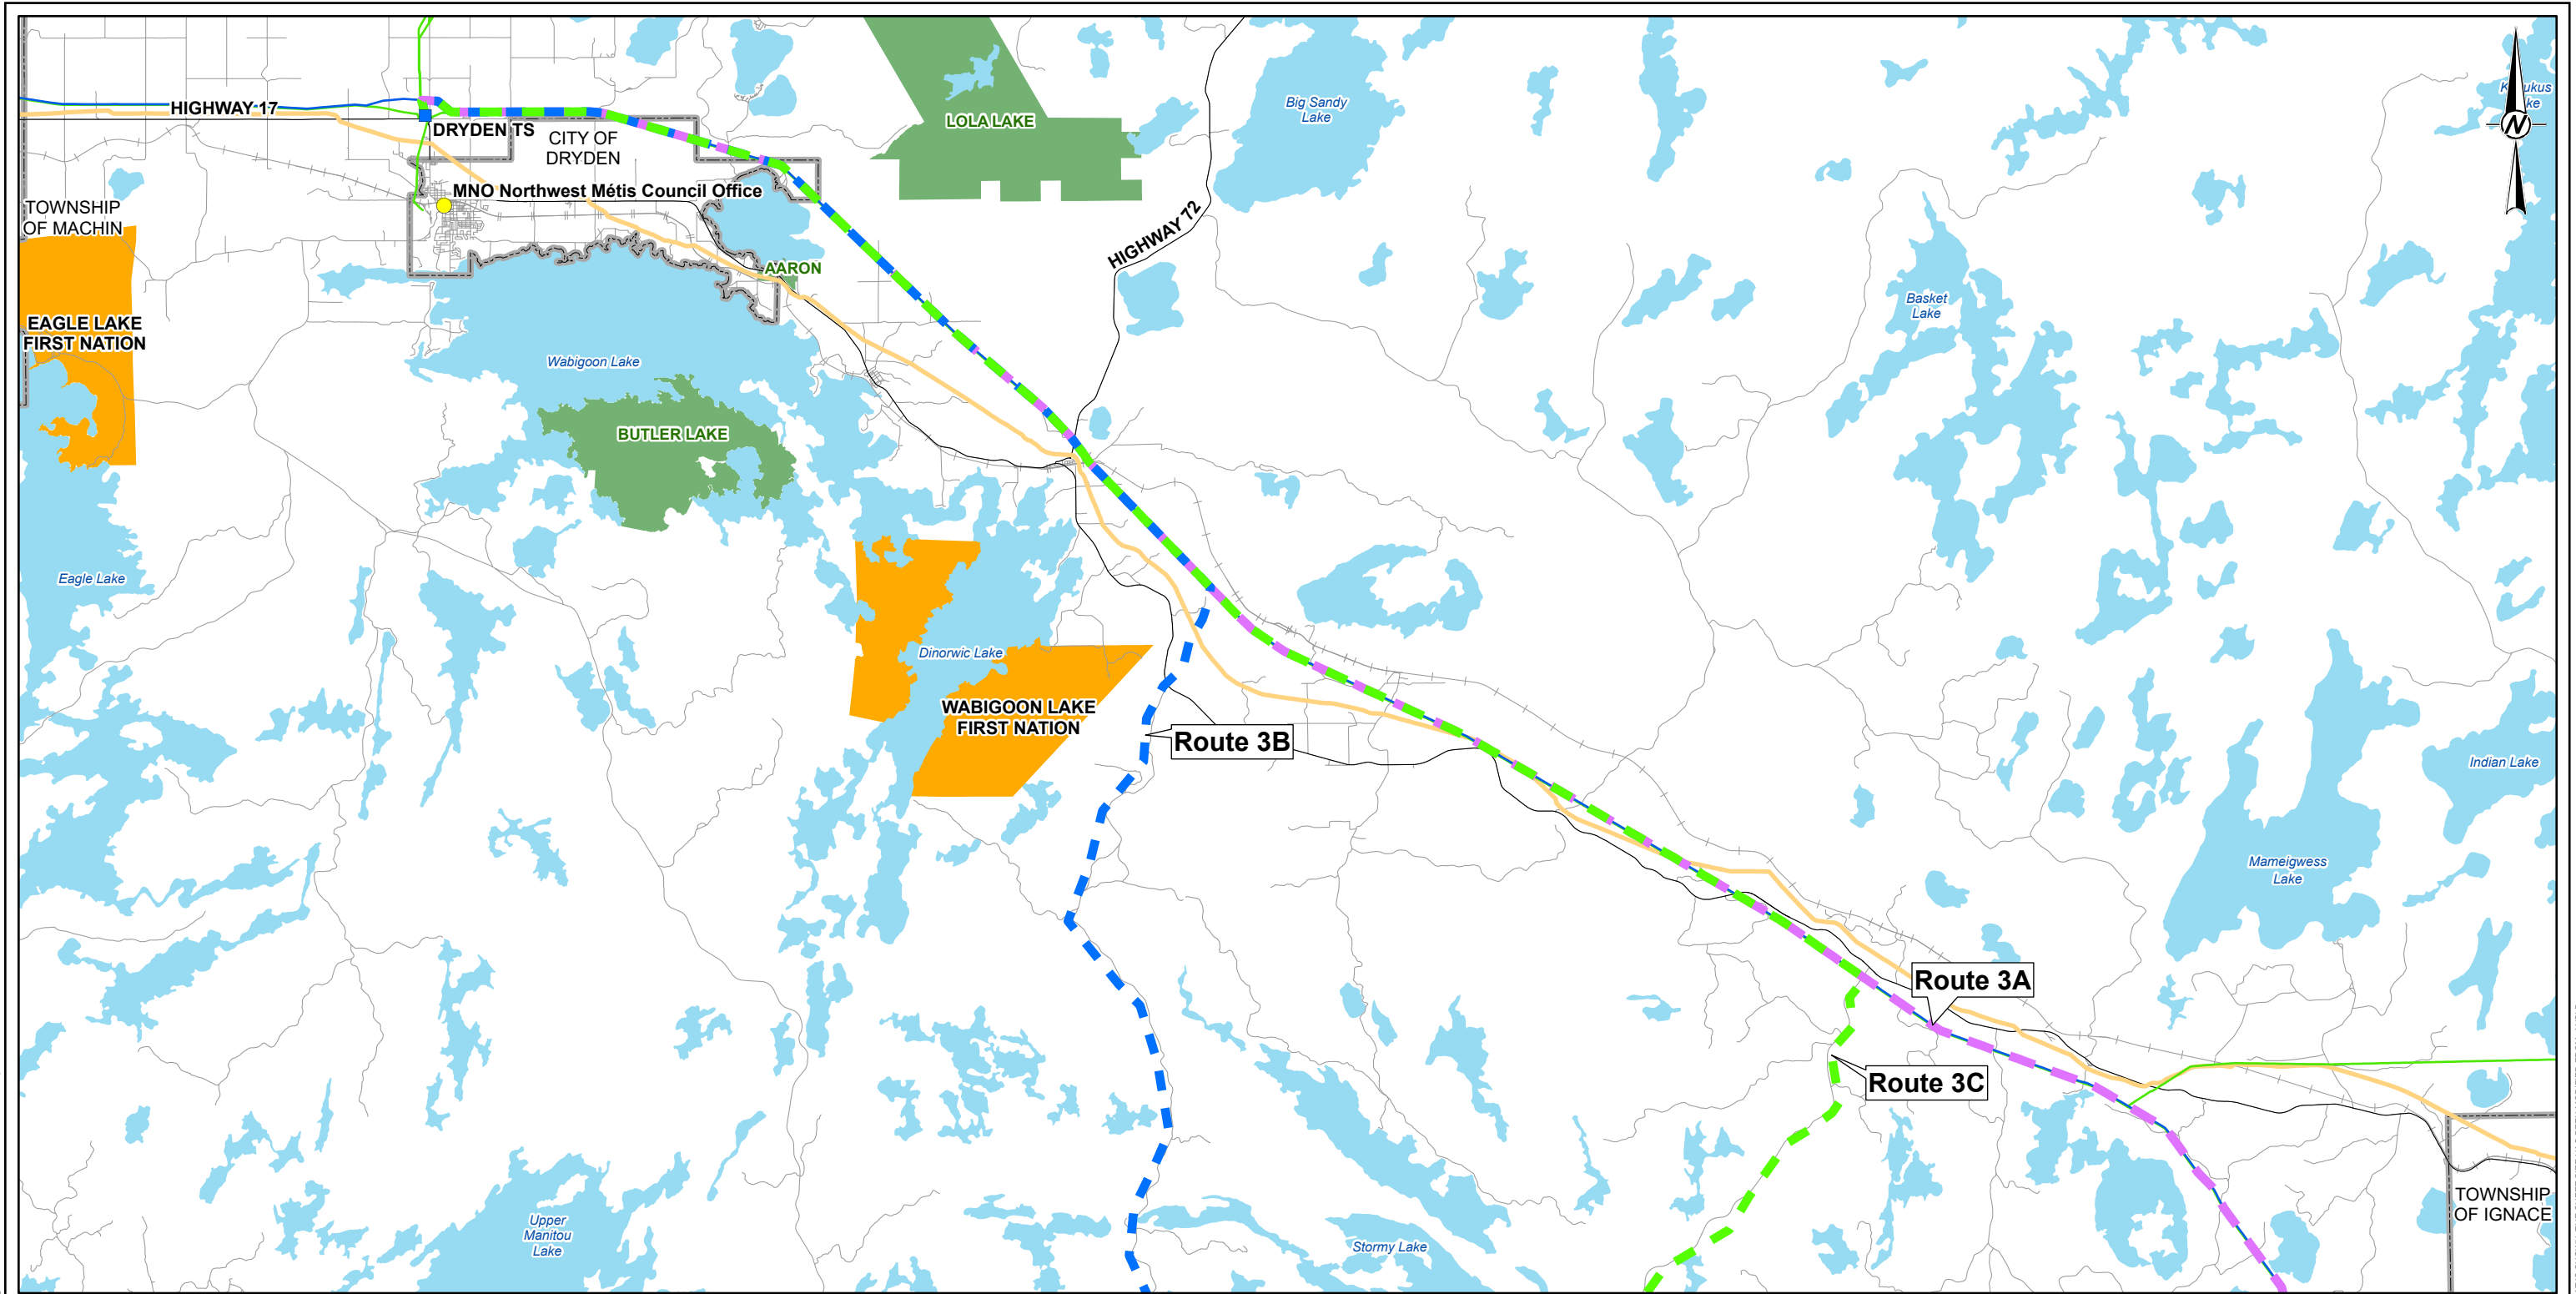 HIGHWAY 17
DRYDEN TS
CITY OF
DRYDEN
LOLA LAKE
Big Sandy
Lake
N
MNO Northwest Métis Council Office
TOWNSHIP
OF MACHIN
HIGHWAY 72
AARON
EAGLE LAKE
FIRST NATION
Basket
Lake
Wabigoon Lake
BUTLER LAKE
Eagle Lake
Dinorwic Lake
WABIGOON LAKE
FIRST NATION
Route 3B
Indian Lake
Mameigwess
Lake
Route 3A
Route 3C
TOWNSHIP
OF IGNACE
Upper
Manitou
Lake
Stormy Lake